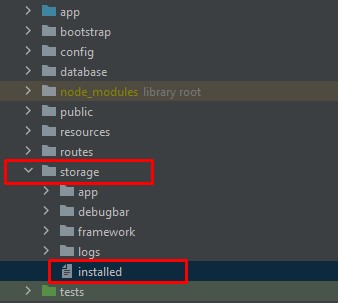 app
bootstrap
config
database
node_modules library root
public
resources
routes
storage
app
debugbar
framework
logs
installed
tests